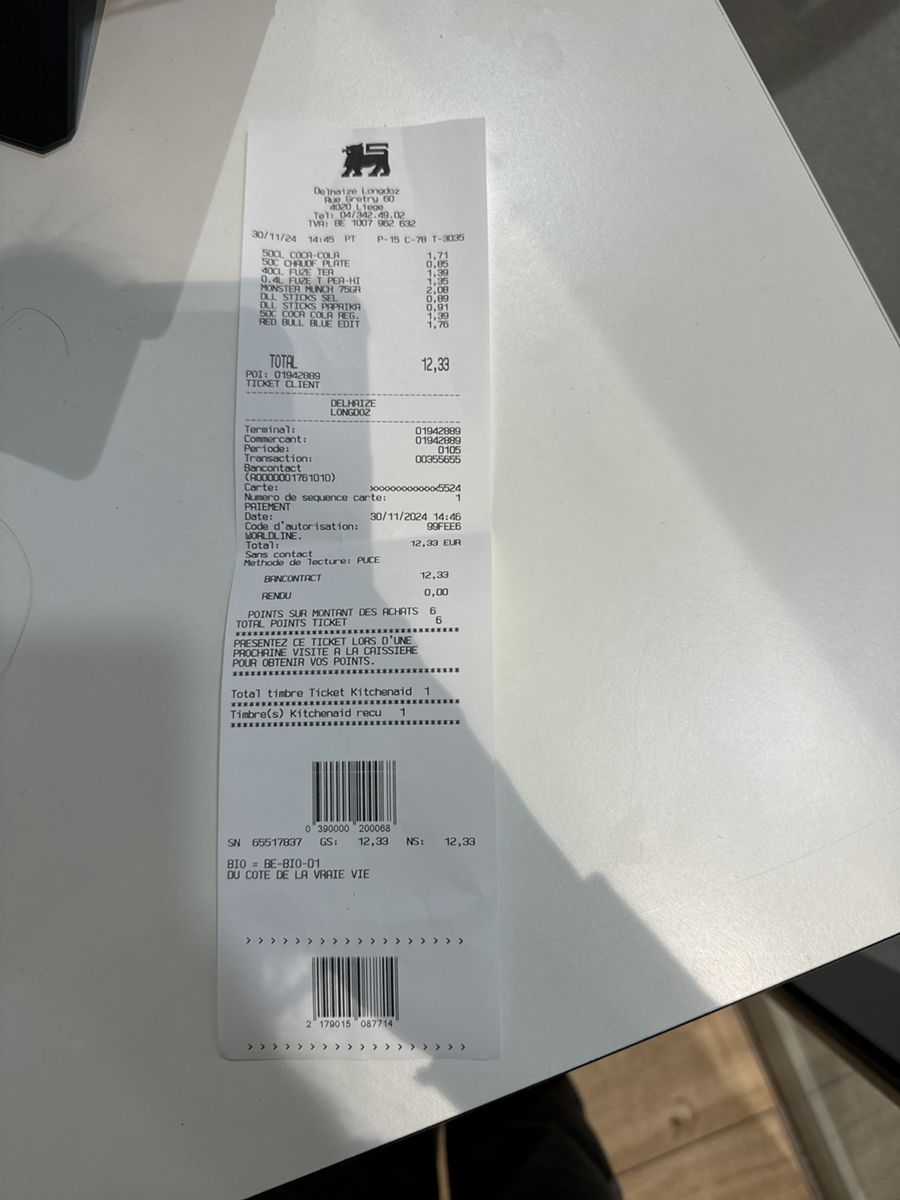 Delhaize Longdoz
Rue Gretry 60
4020 Liege
Tel: 04/342.49.02
TVA: BE 1007 962 632
30/11/24 14:45 PT P-15 C-78 T-3035
50CL COCA-COLA 1,71
50C CHAUDF PLATE 0,85
40CL FUZE TEA 1,39
0.4L FUZE T PER-HI 1,35
MONSTER MUNCH 75GR 2,08
DLL STICKS SEL 0,89
DLL STICKS PAPRIKA 0,91
50C COCA COLA REG. 1,39
RED BULL BLUE EDIT 1,76
TOTAL 12,33
POI: 01942889
TICKET CLIENT
--------------------------------
DELHAIZE
LONGDOZ
--------------------------------
Terminal: 01942889
Commercant: 01942889
Periode: 0105
Transaction: 00355655
Bancontact
(A0000001761010)
Carte: xxxxxxxxxxxxx5524
Numero de sequence carte: 1
PAIEMENT
Date: 30/11/2024 14:46
Code d'autorisation: 99FEE6
WORLDLINE.
Total: 12,33 EUR
Sans contact
Methode de lecture: PUCE
BANCONTACT 12,33
RENDU 0,00
POINTS SUR MONTANT DES ACHATS 6
TOTAL POINTS TICKET 6
************************************
PRESENTEZ CE TICKET LORS D'UNE
PROCHAINE VISITE A LA CAISSIERE
POUR OBTENIR VOS POINTS.
************************************
Total timbre Ticket Kitchenaid 1
************************************
Timbre(s) Kitchenaid recu 1
************************************
0 390000 200068
SN 65517837 GS: 12,33 NS: 12,33
BIO = BE-BIO-01
DU COTE DE LA VRAIE VIE
> > > > > > > > > > > > > > > > > >
2 179015 087714
> > > > > > > > > > > > > > > > > >